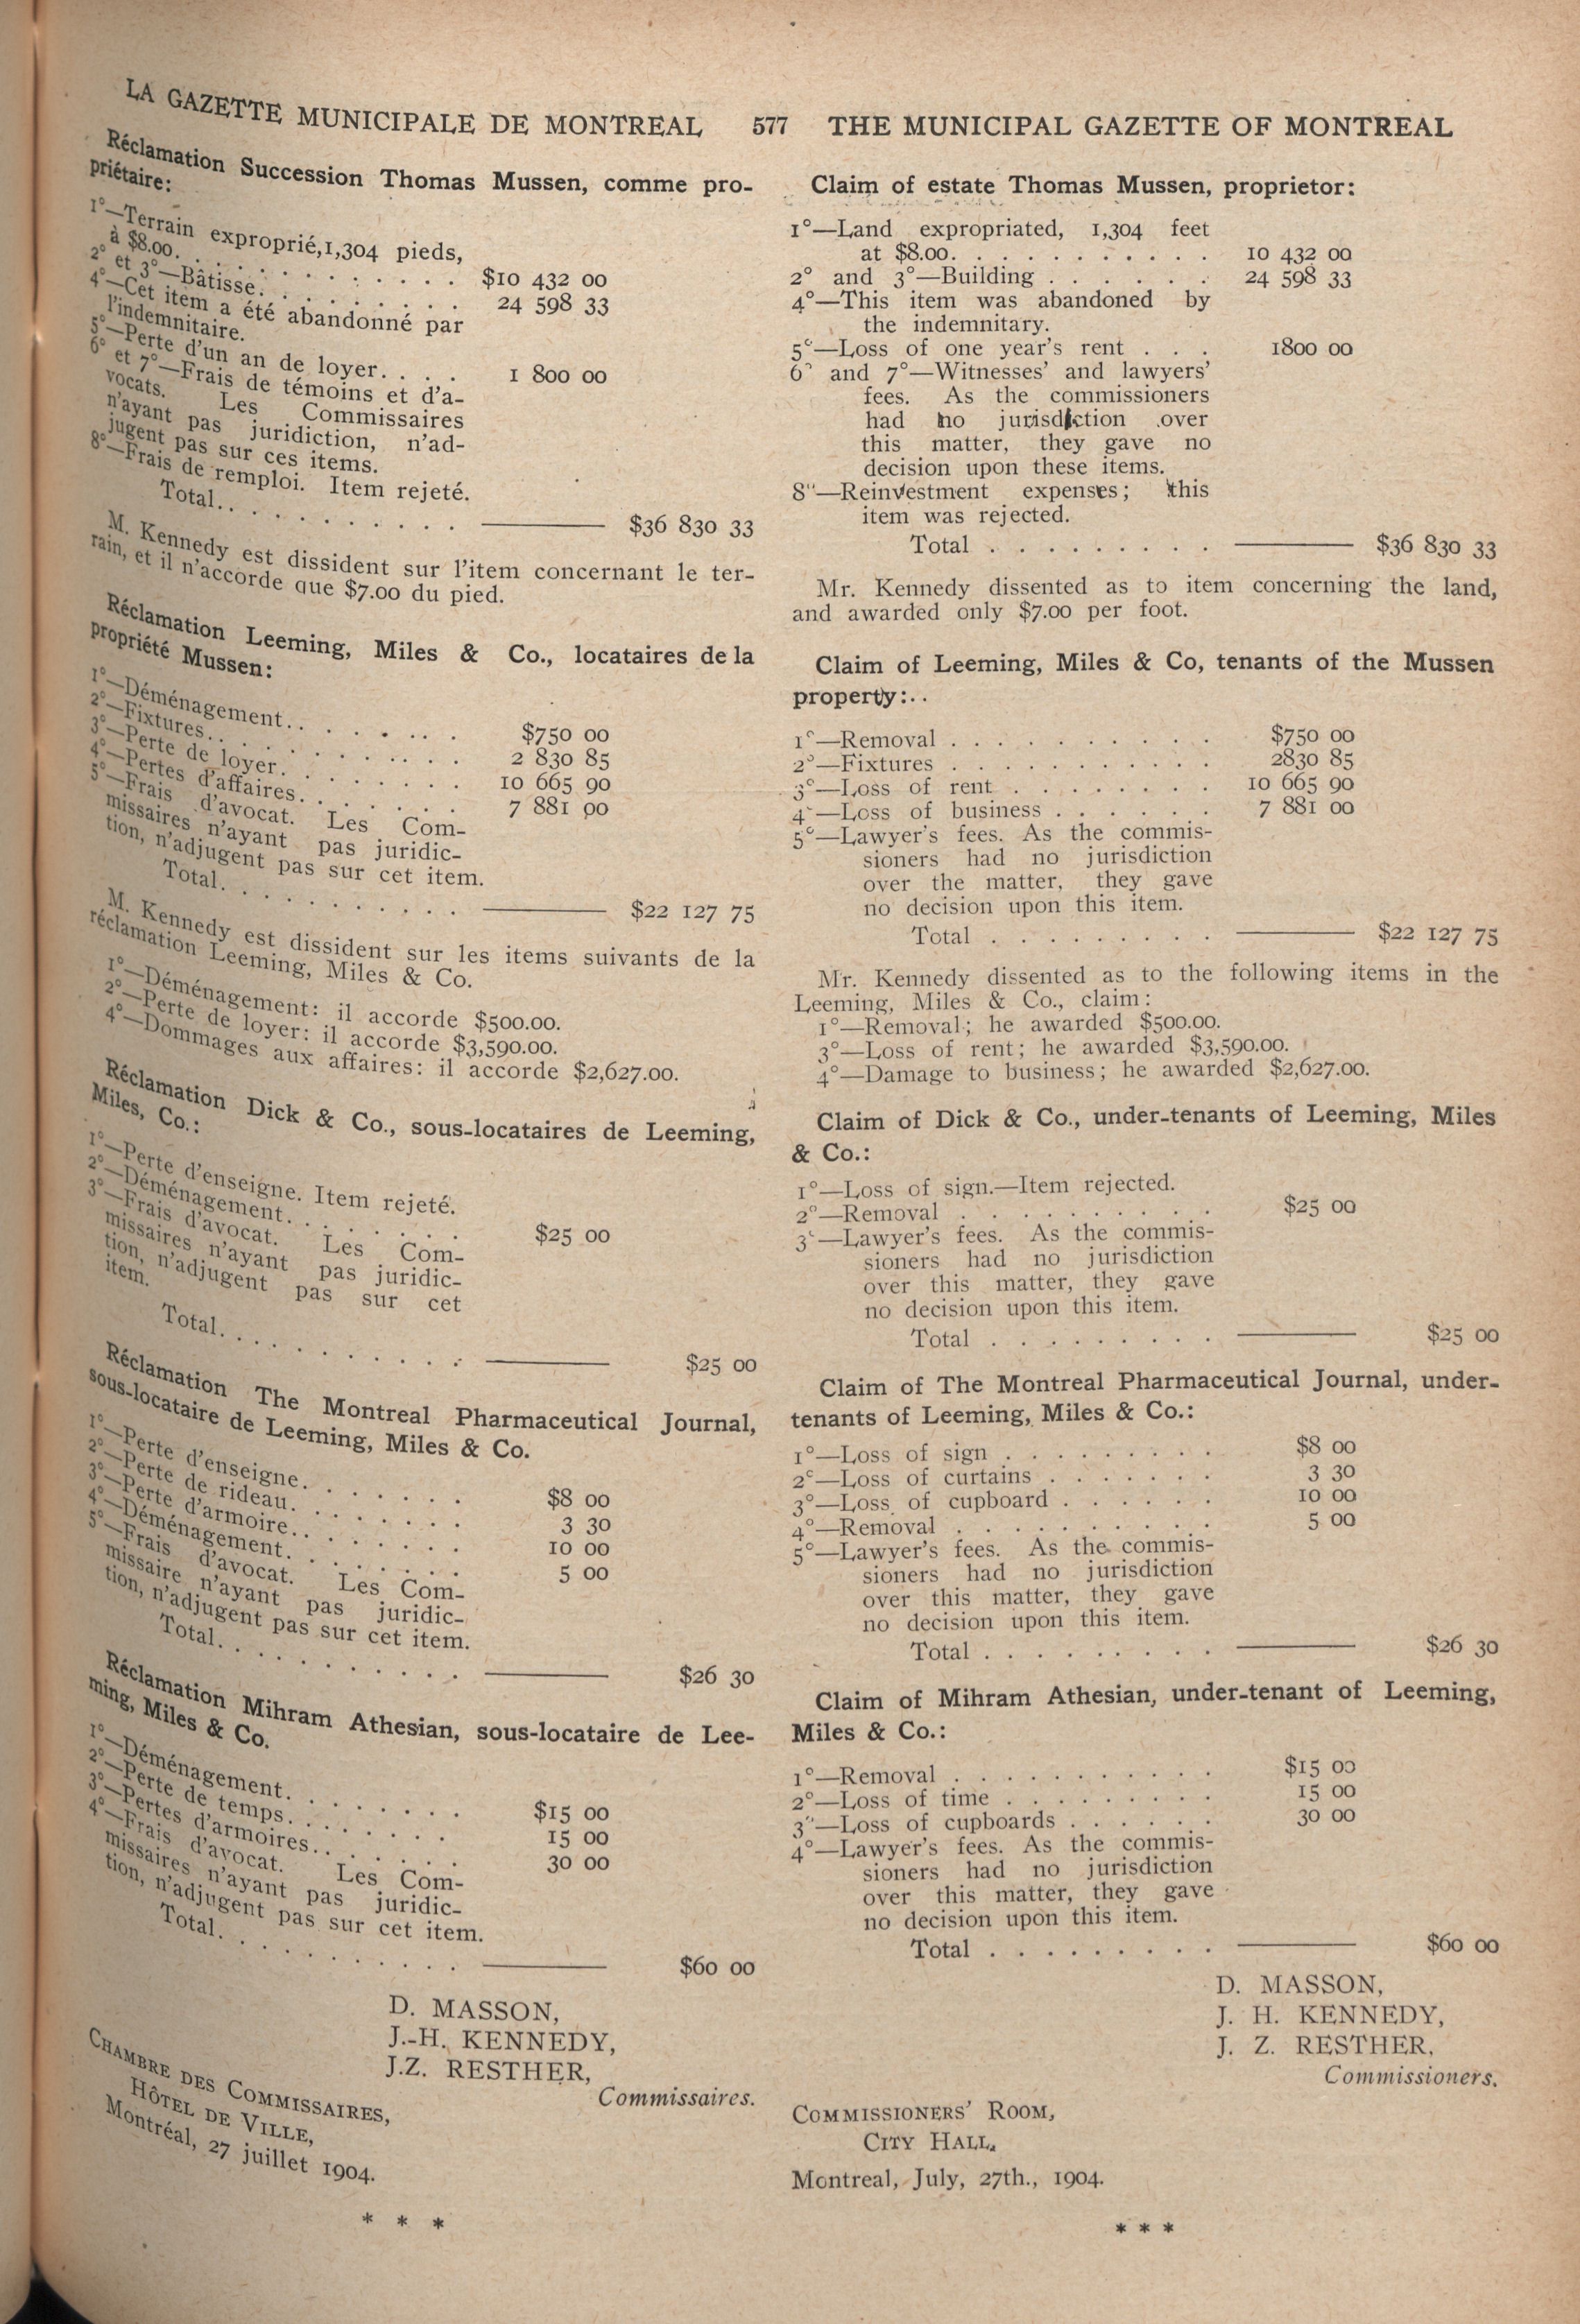 LA GAZETTE MUNICIPALE DE MONTREAL 577 THE MUNICIPAL GAZETTE OF MONTREAL
Réclamation Succession Thomas Mussen, comme pro-
priétaire:
1°—Terrain exproprié,1,304 pieds,
à $8.00. . . . . . . . . . . . $10 432 00
2° et 3°—Bâtisse. . . . . . . . . 24 598 33
4°—Cet item a été abandonné par
l'indemnitaire.
5°—Perte d'un an de loyer. . . . 1 800 00
6° et 7°—Frais de témoins et d'a-
vocats. Les Commissaires
n'ayant pas juridiction, n'ad-
jugent pas sur ces items.
8°—Frais de remploi. Item rejeté.
Total. . . . . . . . . . . $36 830 33
M. Kennedy est dissident sur l'item concernant le ter-
rain, et il n'accorde que $7.00 du pied.
Réclamation Leeming, Miles & Co., locataires de la
propriété Mussen:
1°—Déménagement. . . . . . . . . $750 00
2°—Fixtures. . . . . . . . . . . . 2 830 85
3°—Perte de loyer. . . . . . . . 10 665 90
4°—Pertes d'affaires. . . . . . . 7 881 00
5°—Frais d'avocat. Les Com-
missaires n'ayant pas juridic-
tion, n'adjugent pas sur cet item.
Total. . . . . . . . . . . $22 127 75
M. Kennedy est dissident sur les items suivants de la
réclamation Leeming, Miles & Co.
1°—Déménagement: il accorde $500.00.
2°—Perte de loyer: il accorde $3,590.00.
4°—Dommages aux affaires: il accorde $2,627.00.
Réclamation Dick & Co., sous-locataires de Leeming,
Miles, Co.:
1°—Perte d'enseigne. Item rejeté.
2°—Déménagement. . . . . . . $25 00
3°—Frais d'avocat. Les Com-
missaires n'ayant pas juridic-
tion, n'adjugent pas sur cet
item.
Total. . . . . . . . . . . $25 00
Réclamation The Montreal Pharmaceutical Journal,
sous-locataire de Leeming, Miles & Co.
1°—Perte d'enseigne. . . . . . . $8 00
2°—Perte de rideau. . . . . . . . 3 30
3°—Perte d'armoire. . . . . . . . 10 00
4°—Déménagement. . . . . . . . 5 00
5°—Frais d'avocat. Les Com-
missaire n'ayant pas juridic-
tion, n'adjugent pas sur cet item.
Total. . . . . . . . . . . $26 30
Réclamation Mihram Athesian, sous-locataire de Lee-
ming, Miles & Co.
1°—Déménagement. . . . . . . . $15 00
2°—Perte de temps. . . . . . . . 15 00
3°—Pertes d'armoires. . . . . . . 30 00
4°—Frais d'avocat. Les Com-
missaires n'ayant pas juridic-
tion, n'adjugent pas sur cet item.
Total. . . . . . . . . . . $60 00
D. MASSON,
J.-H. KENNEDY,
J.Z. RESTHER,
Commissaires.
CHAMBRE DES COMMISSAIRES,
HÔTEL DE VILLE,
Montréal, 27 juillet 1904.
* * *
Claim of estate Thomas Mussen, proprietor:
1°—Land expropriated, 1,304 feet
at $8.00. . . . . . . . . . . 10 432 00
2° and 3°—Building . . . . . . 24 598 33
4°—This item was abandoned by
the indemnitary.
5°—Loss of one year's rent . . . 1800 00
6° and 7°—Witnesses' and lawyers'
fees. As the commissioners
had no jurisdiction over
this matter, they gave no
decision upon these items.
8°—Reinvestment expenses; this
item was rejected.
Total . . . . . . . . . $36 830 33
Mr. Kennedy dissented as to item concerning the land,
and awarded only $7.00 per foot.
Claim of Leeming, Miles & Co, tenants of the Mussen
property:..
1°—Removal . . . . . . . . . . . $750 00
2°—Fixtures . . . . . . . . . . . 2830 85
3°—Loss of rent . . . . . . . . 10 665 90
4°—Loss of business . . . . . . 7 881 00
5°—Lawyer's fees. As the commis-
sioners had no jurisdiction
over the matter, they gave
no decision upon this item.
Total . . . . . . . . . $22 127 75
Mr. Kennedy dissented as to the following items in the
Leeming, Miles & Co., claim:
1°—Removal; he awarded $500.00.
3°—Loss of rent; he awarded $3,590.00.
4°—Damage to business; he awarded $2,627.00.
Claim of Dick & Co., under-tenants of Leeming, Miles
& Co.:
1°—Loss of sign.—Item rejected.
2°—Removal . . . . . . . . . . $25 00
3°—Lawyer's fees. As the commis-
sioners had no jurisdiction
over this matter, they gave
no decision upon this item.
Total . . . . . . . . . $25 00
Claim of The Montreal Pharmaceutical Journal, under-
tenants of Leeming, Miles & Co.:
1°—Loss of sign . . . . . . . . . $8 00
2°—Loss of curtains . . . . . . . 3 30
3°—Loss of cupboard . . . . . . 10 00
4°—Removal . . . . . . . . . . 5 00
5°—Lawyer's fees. As the commis-
sioners had no jurisdiction
over this matter, they gave
no decision upon this item.
Total . . . . . . . . . $26 30
Claim of Mihram Athesian, under-tenant of Leeming,
Miles & Co.:
1°—Removal . . . . . . . . . . . $15 00
2°—Loss of time . . . . . . . . . 15 00
3°—Loss of cupboards . . . . . . 30 00
4°—Lawyer's fees. As the commis-
sioners had no jurisdiction
over this matter, they gave
no decision upon this item.
Total . . . . . . . . . $60 00
D. MASSON,
J. H. KENNEDY,
J. Z. RESTHER,
Commissioners.
COMMISSIONERS' ROOM,
CITY HALL,
Montreal, July, 27th., 1904.
* * *